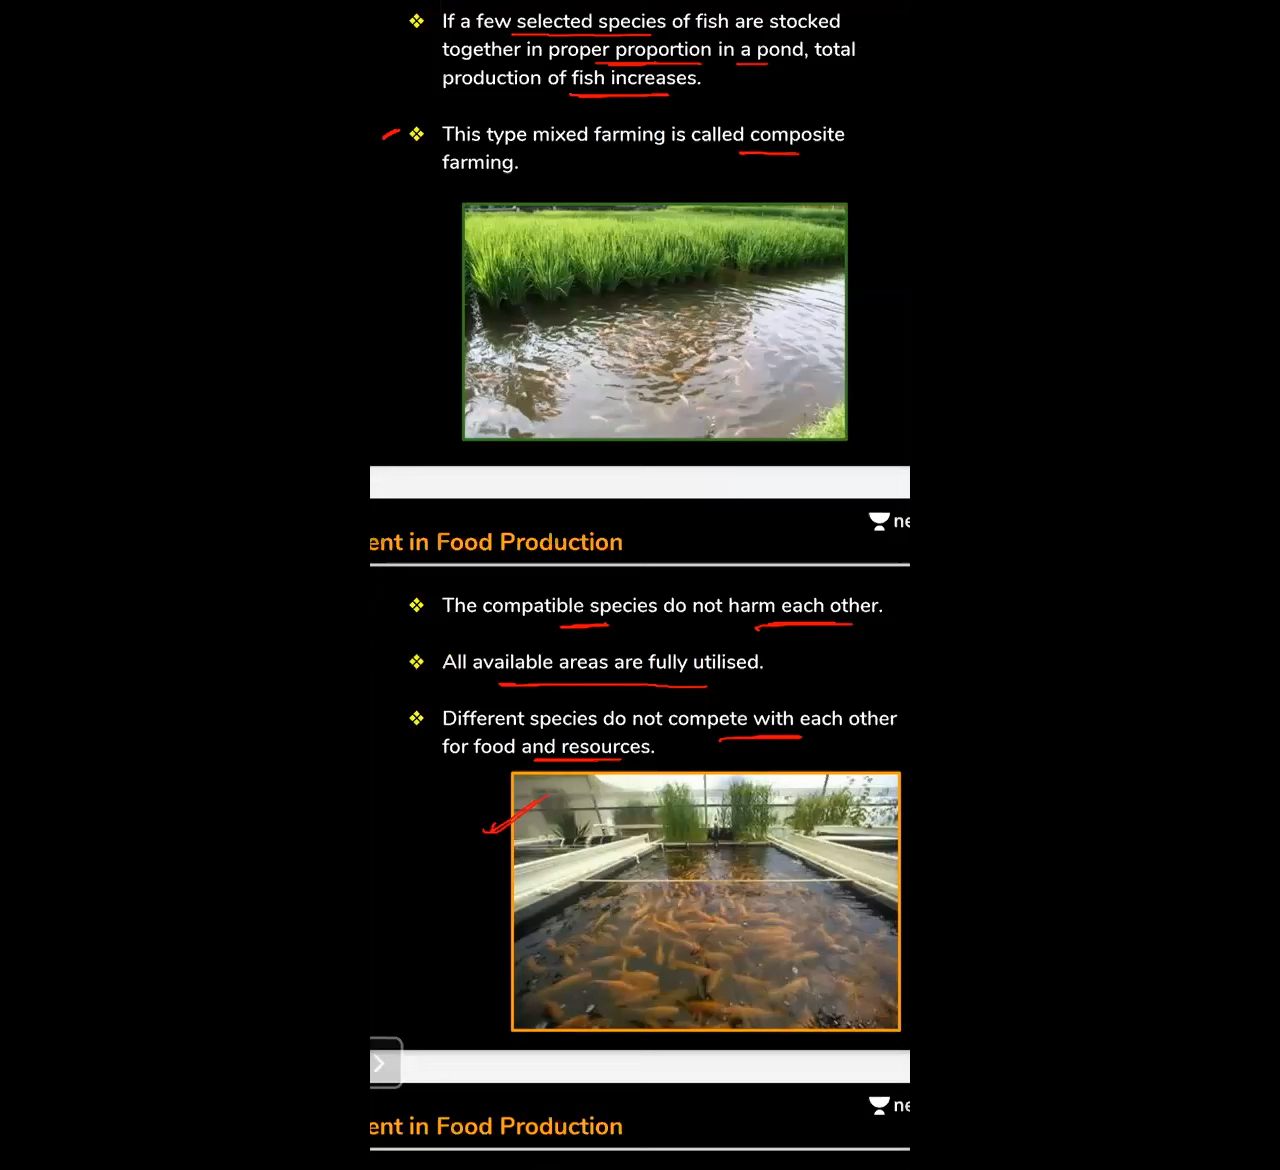 If a few selected species of fish are stocked
together in proper proportion in a pond, total
production of fish increases.
This type mixed farming is called composite
farming.
ne
ent in Food Production
The compatible species do not harm each other.
All available areas are fully utilised.
Different species do not compete with each other
for food and resources.
ne
ent in Food Production